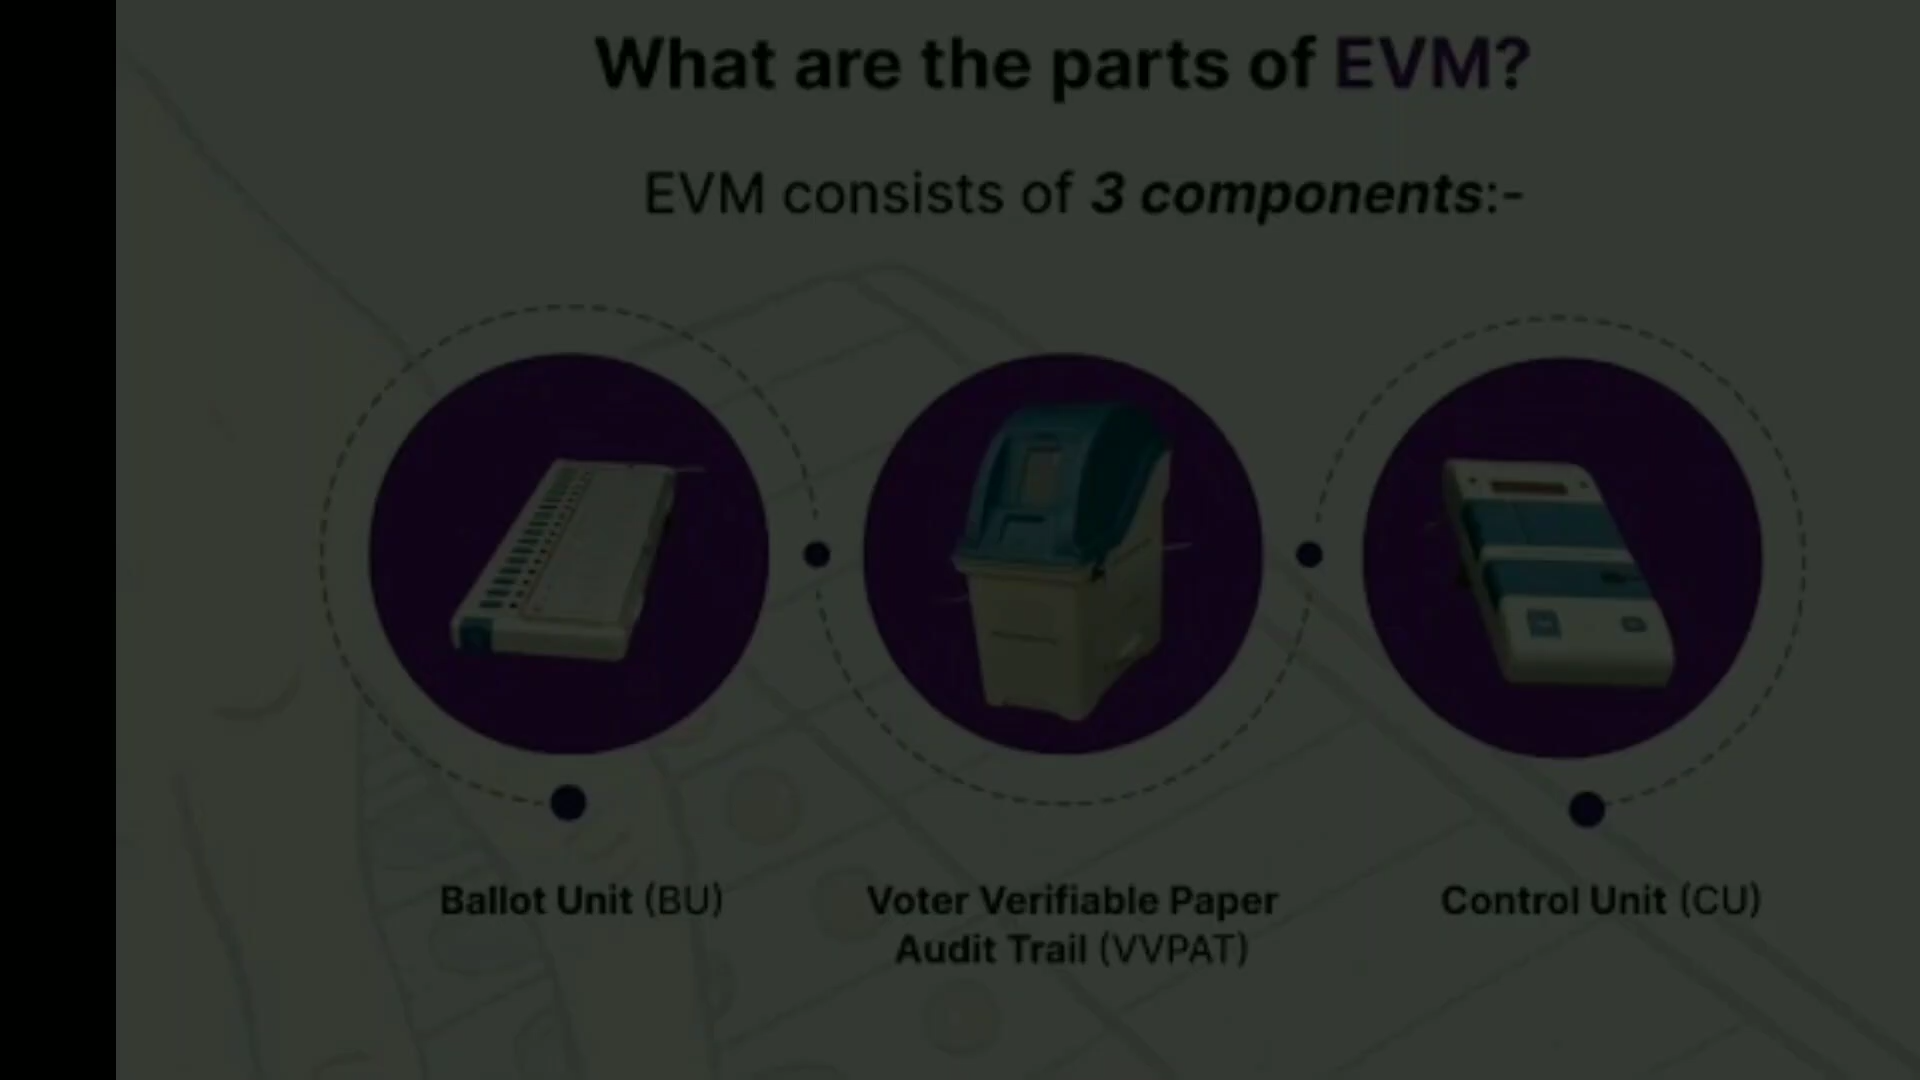 What are the parts of EVM?
EVM consists of 3 components:-
Ballot Unit (BU)
Voter Verifiable Paper
Audit Trail (VVPAT)
Control Unit (CU)